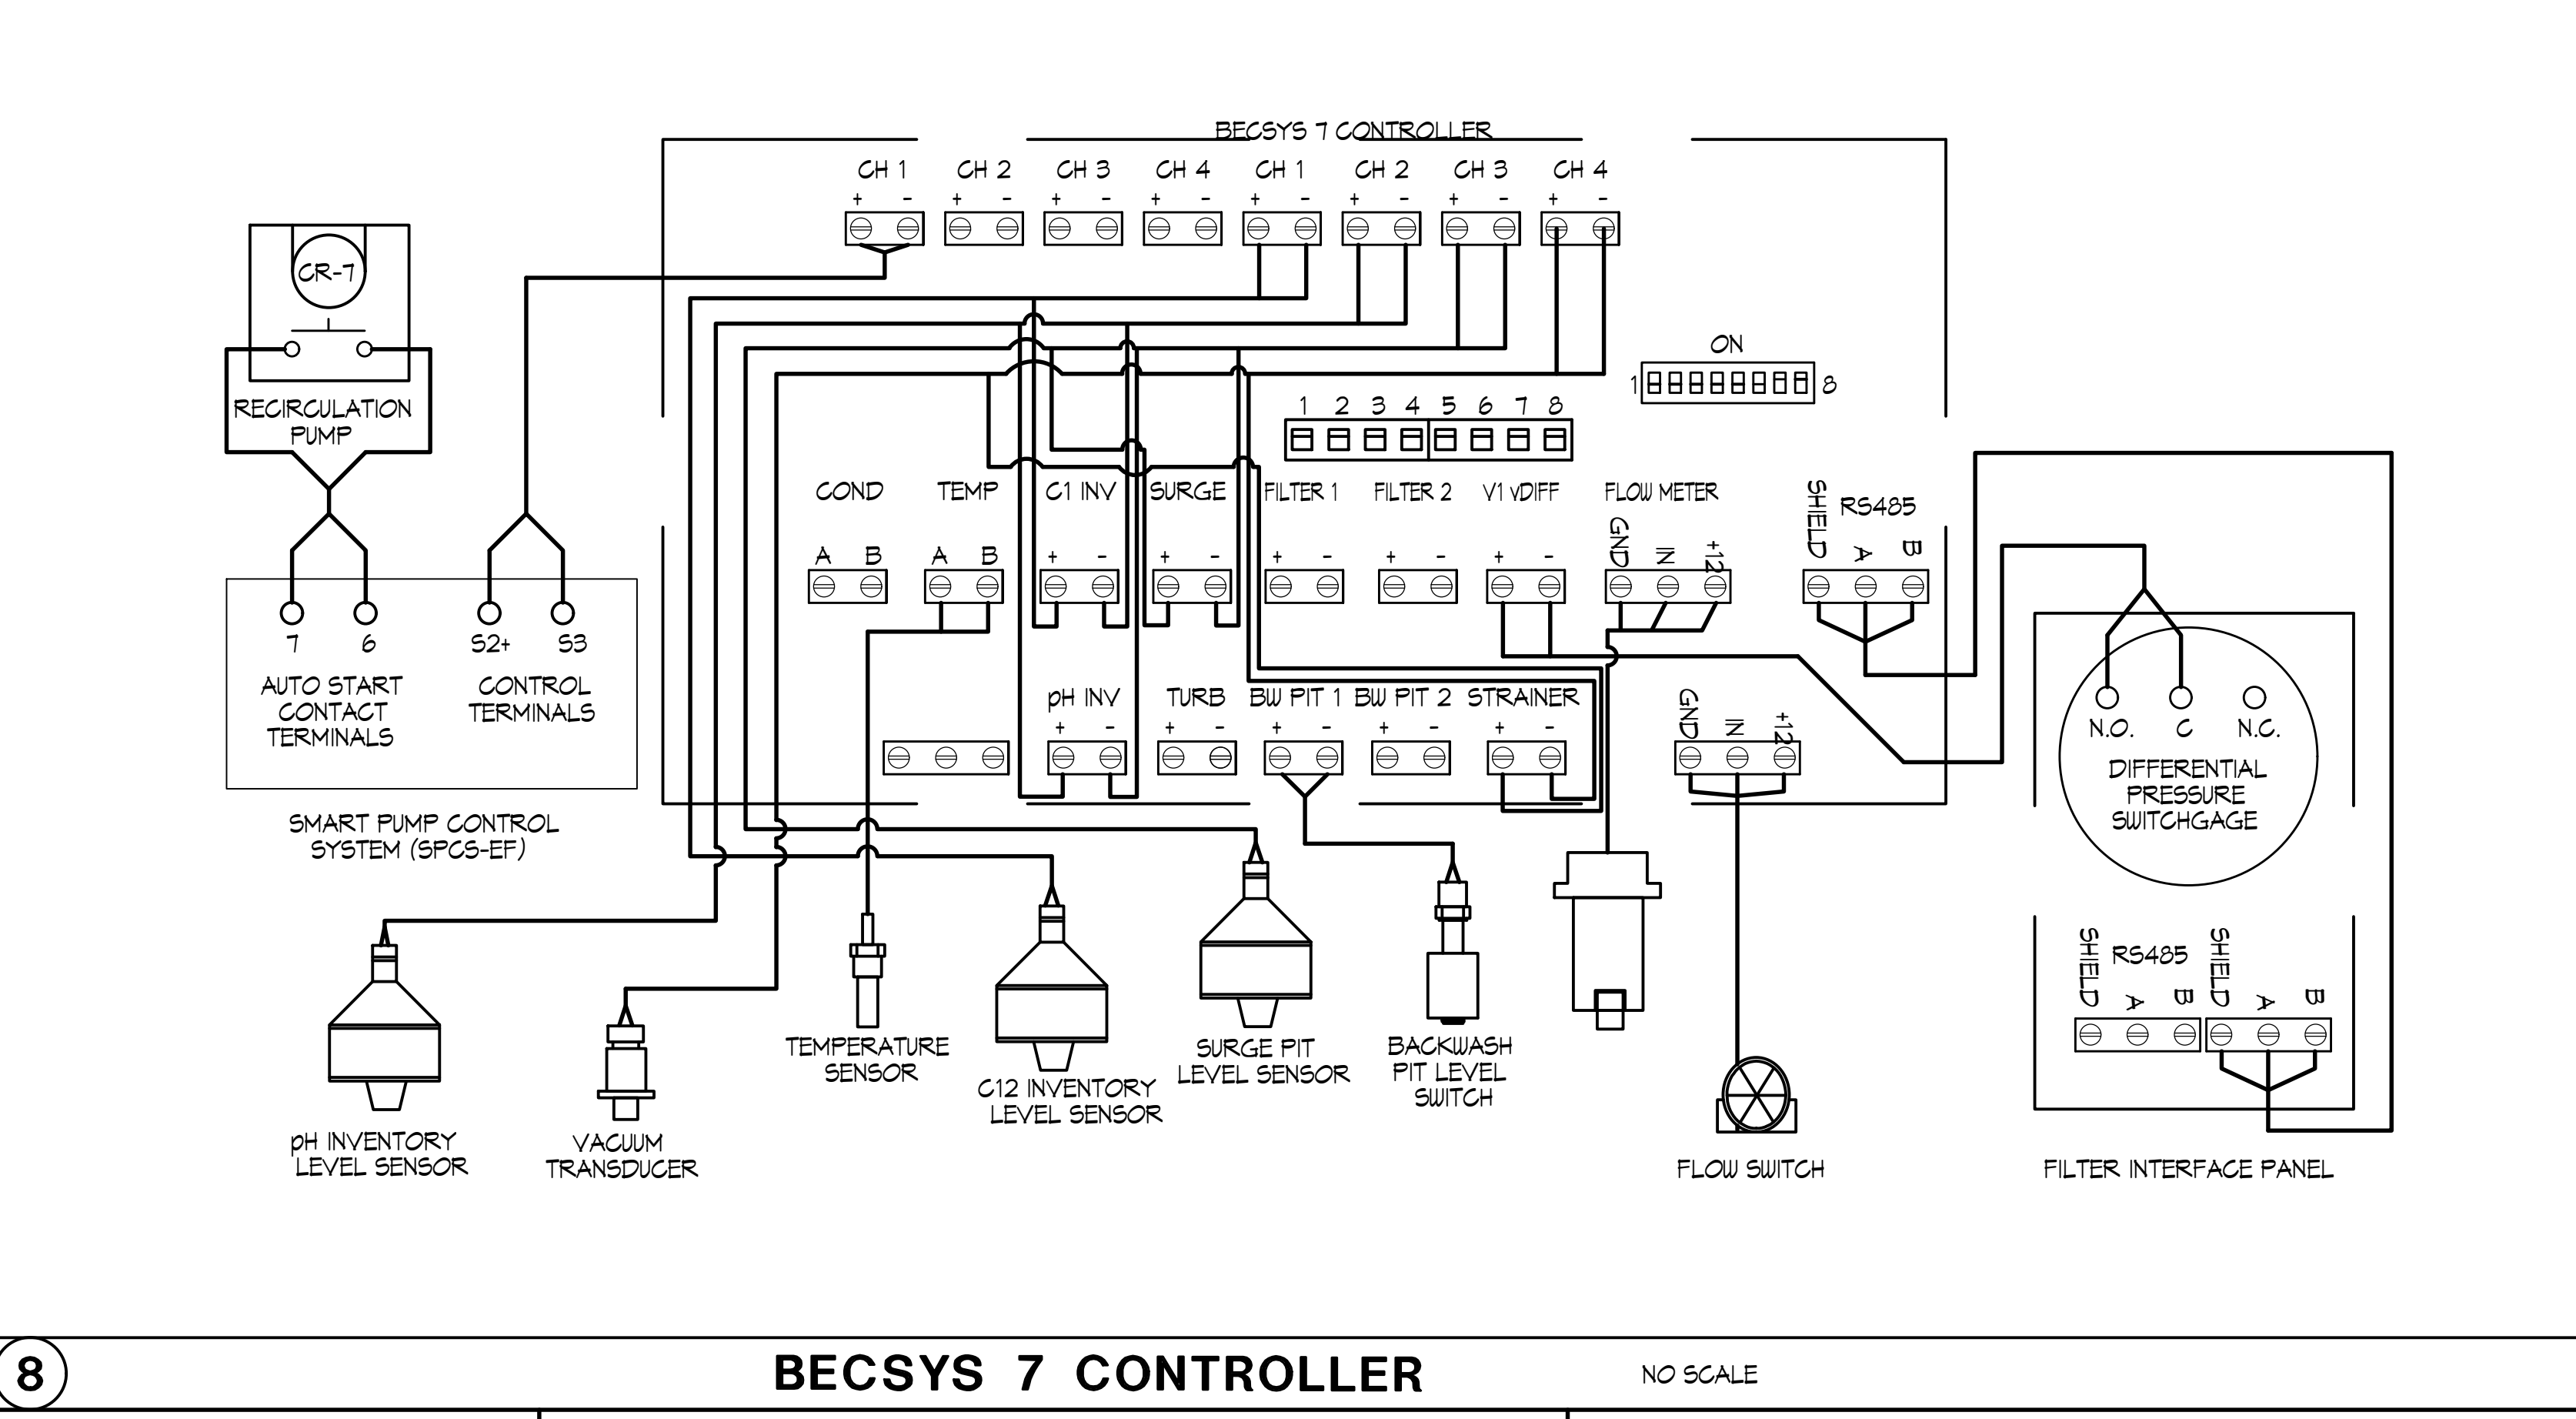 BECSYS 7 CONTROLLER
CH 1 CH 2 CH 3 CH 4 CH 1 CH 2 CH 3 CH 4
+ - + - + - + - + - + - + - + -
CR-7
RECIRCULATION
PUMP
ON
1 8
1 2 3 4 5 6 7 8
COND TEMP C1 INV SURGE FILTER 1 FILTER 2 V1 vDIFF FLOW METER SHIELD RS485
A B A B + - + - + - + - + - GND IN +12 A B
7 6 S2+ S3
AUTO START
CONTACT
TERMINALS
CONTROL
TERMINALS
SMART PUMP CONTROL
SYSTEM (SPCS-EF)
pH INV TURB BW PIT 1 BW PIT 2 STRAINER
+ - + - + - + - + - GND IN +12
N.O. C N.C.
DIFFERENTIAL
PRESSURE
SWITCHGAGE
SHIELD RS485 SHIELD
A B A B
pH INVENTORY
LEVEL SENSOR
VACUUM
TRANSDUCER
TEMPERATURE
SENSOR
C12 INVENTORY
LEVEL SENSOR
SURGE PIT
LEVEL SENSOR
BACKWASH
PIT LEVEL
SWITCH
FLOW SWITCH
FILTER INTERFACE PANEL
8 BECSYS 7 CONTROLLER NO SCALE